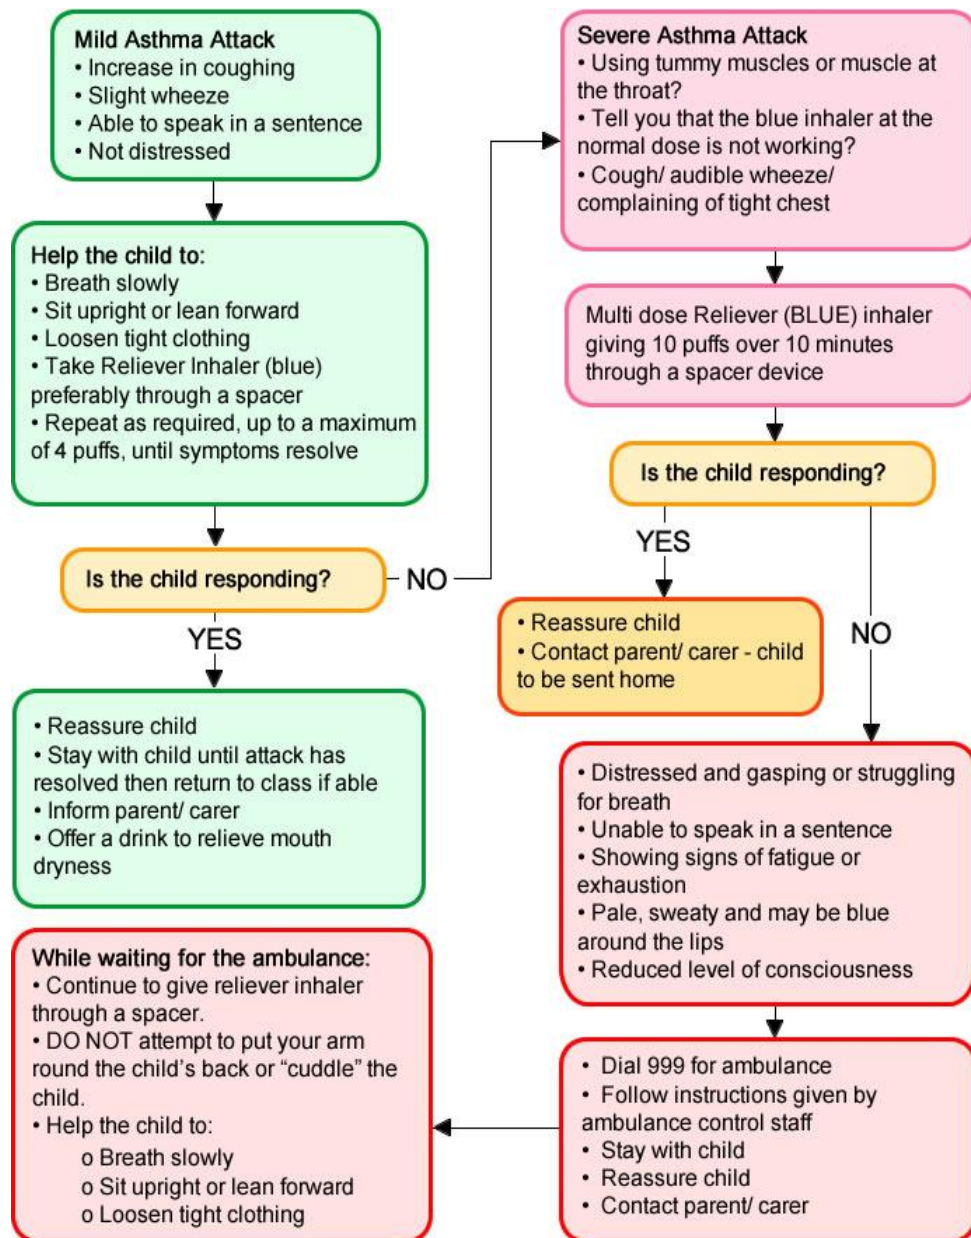 Mild Asthma Attack
• Increase in coughing
• Slight wheeze
• Able to speak in a sentence
• Not distressed
Help the child to:
• Breath slowly
• Sit upright or lean forward
• Loosen tight clothing
• Take Reliever Inhaler (blue)
preferably through a spacer
• Repeat as required, up to a maximum
of 4 puffs, until symptoms resolve
Is the child responding?
NO
YES
• Reassure child
• Stay with child until attack has
resolved then return to class if able
• Inform parent/ carer
• Offer a drink to relieve mouth
dryness
Severe Asthma Attack
• Using tummy muscles or muscle at
the throat?
• Tell you that the blue inhaler at the
normal dose is not working?
• Cough/ audible wheeze/
complaining of tight chest
Multi dose Reliever (BLUE) inhaler
giving 10 puffs over 10 minutes
through a spacer device
Is the child responding?
YES
• Reassure child
• Contact parent/ carer - child
to be sent home
NO
• Distressed and gasping or struggling
for breath
• Unable to speak in a sentence
• Showing signs of fatigue or
exhaustion
• Pale, sweaty and may be blue
around the lips
• Reduced level of consciousness
• Dial 999 for ambulance
• Follow instructions given by
ambulance control staff
• Stay with child
• Reassure child
• Contact parent/ carer
While waiting for the ambulance:
• Continue to give reliever inhaler
through a spacer.
• DO NOT attempt to put your arm
round the child's back or “cuddle” the
child.
• Help the child to:
o Breath slowly
o Sit upright or lean forward
o Loosen tight clothing